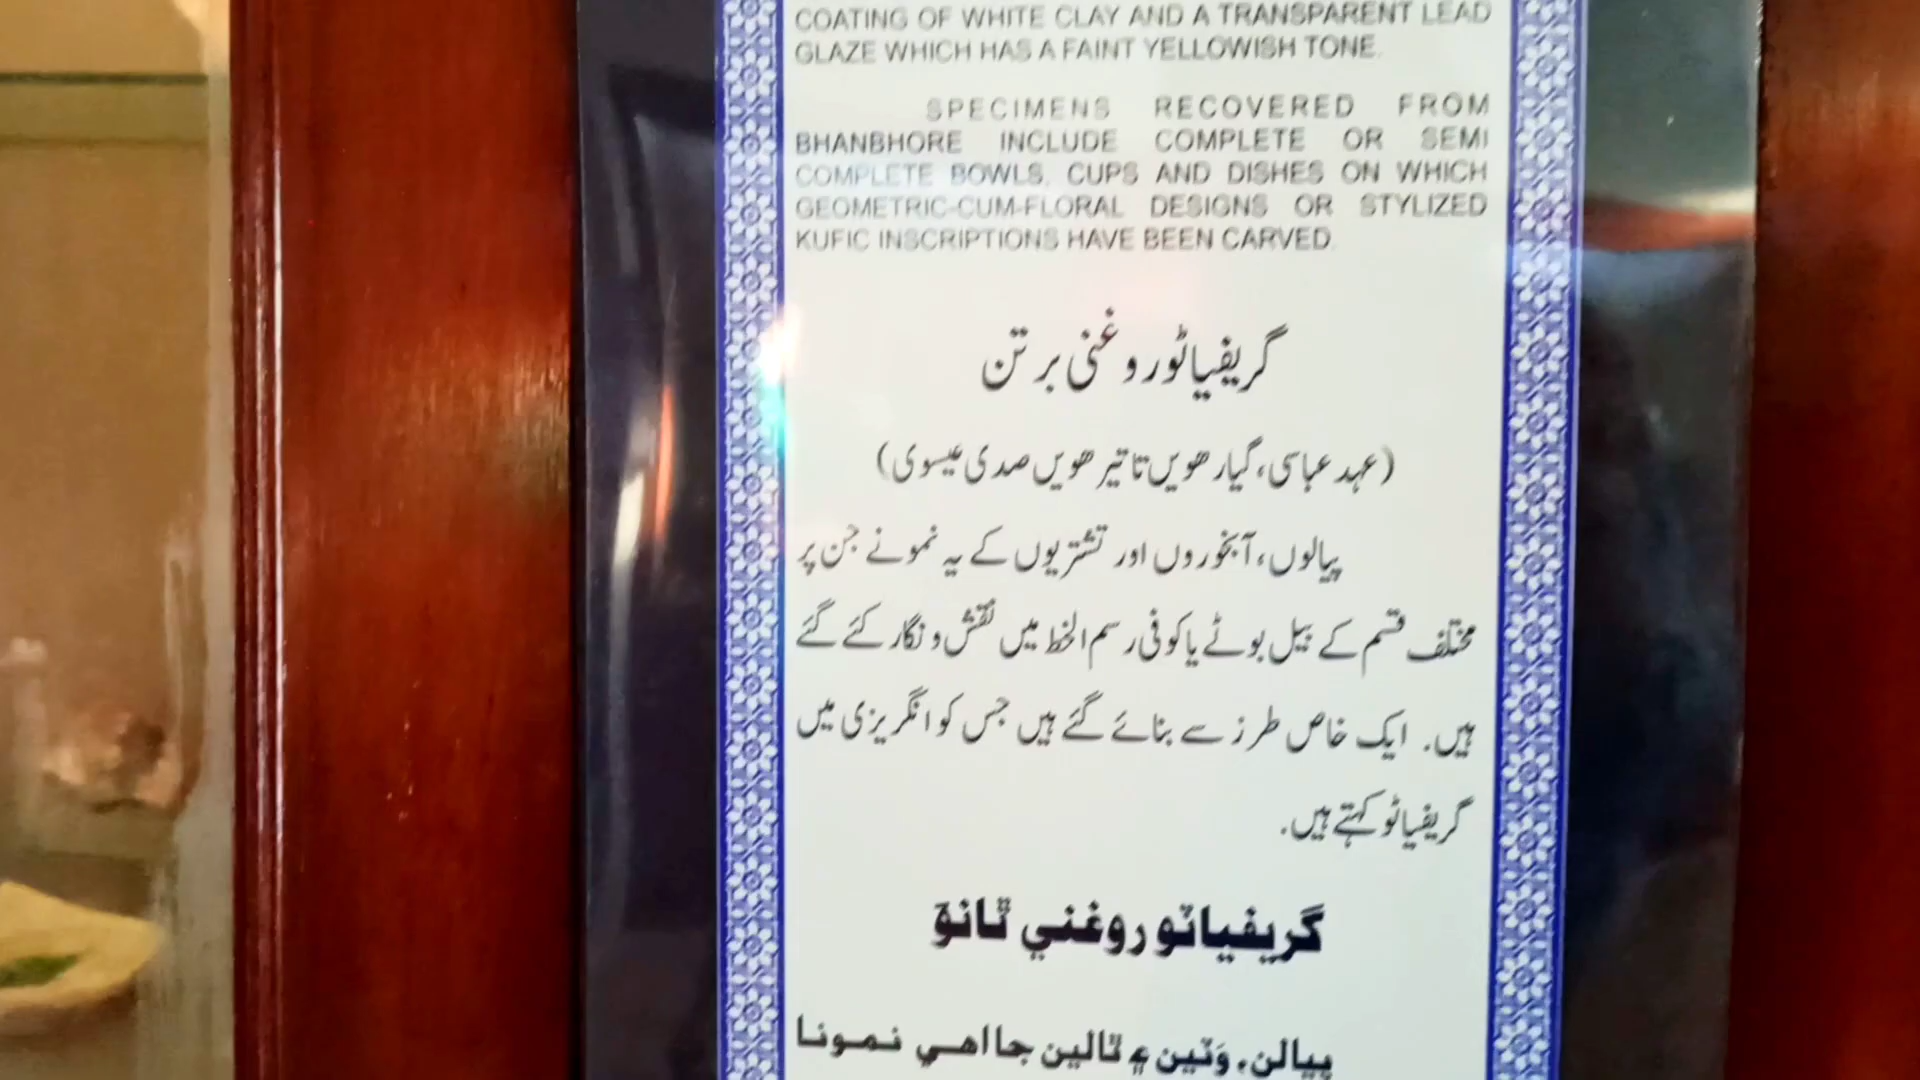 COATING OF WHITE CLAY AND A TRANSPARENT LEAD
GLAZE WHICH HAS A FAINT YELLOWISH TONE.
SPECIMENS RECOVERED FROM
BHANBHORE INCLUDE COMPLETE OR SEMI
COMPLETE BOWLS, CUPS AND DISHES ON WHICH
GEOMETRIC-CUM-FLORAL DESIGNS OR STYLIZED
KUFIC INSCRIPTIONS HAVE BEEN CARVED.
گریفیاٹو روغنی برتن
(عہد عباسی، گیارھویں تا تیرھویں صدی عیسوی)
پیالوں، آبخوروں اور تشتریوں کے یہ نمونے جن پر
مختلف قسم کے بیل بوٹے یا کوفی رسم الخط میں نقش و نگار کئے گئے
ہیں۔ ایک خاص طرز سے بنائے گئے ہیں جس کو انگریزی میں
گریفیاٹو کہتے ہیں۔
گريفياٽو روغني ٿانوَ
پيالن، وَٽين ۽ ٿالين جا اهي نمونا